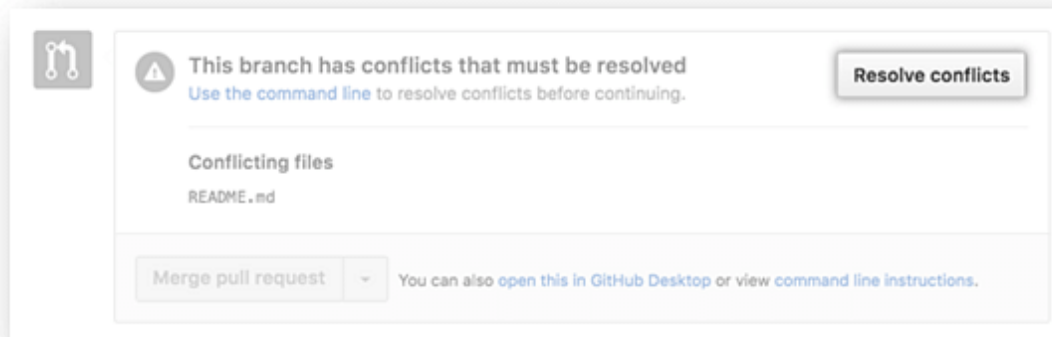 This branch has conflicts that must be resolved
Resolve conflicts
Use the command line to resolve conflicts before continuing.
Conflicting files
README.md
Merge pull request
You can also open this in GitHub Desktop or view command line instructions.